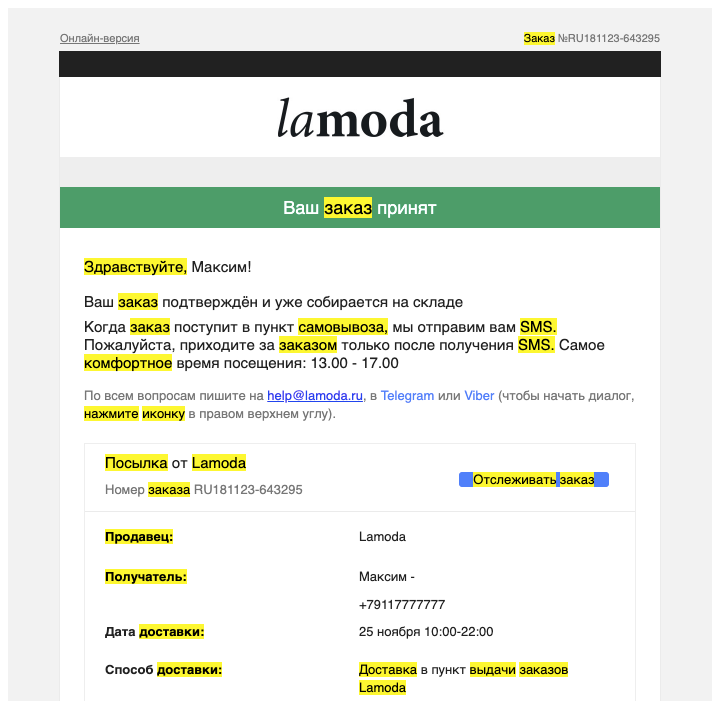 Онлайн-версия
Заказ №RU181123-643295
lamoda
Ваш заказ принят
Здравствуйте, Максим!
Ваш заказ подтверждён и уже собирается на складе
Когда заказ поступит в пункт самовывоза, мы отправим вам SMS.
Пожалуйста, приходите за заказом только после получения SMS. Самое
комфортное время посещения: 13.00 - 17.00
По всем вопросам пишите на help@lamoda.ru, в Telegram или Viber (чтобы начать диалог,
нажмите иконку в правом верхнем углу).
Посылка от Lamoda
Номер заказа RU181123-643295
Отслеживать заказ
Продавец: Lamoda
Получатель: Максим -
+79117777777
Дата доставки: 25 ноября 10:00-22:00
Способ доставки: Доставка в пункт выдачи заказов
Lamoda